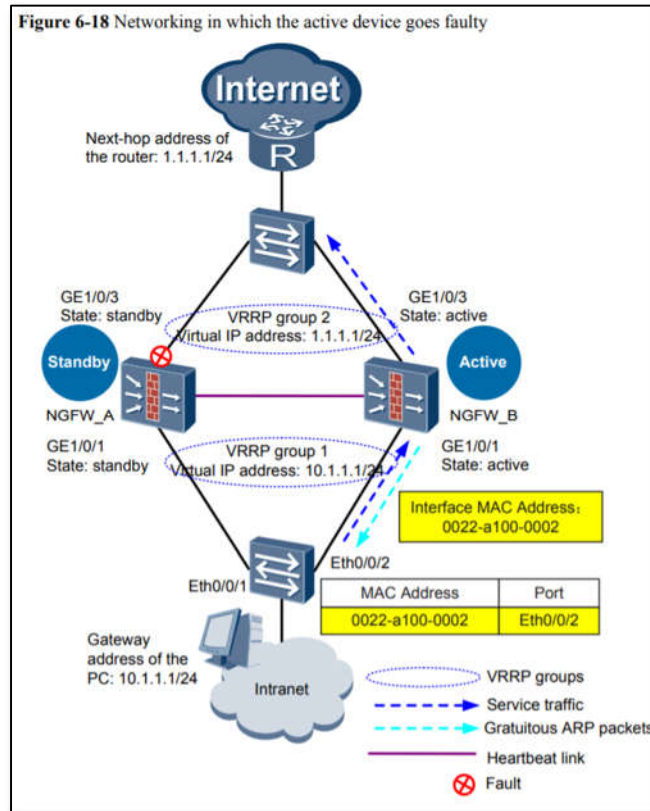 Figure 6-18 Networking in which the active device goes faulty
Internet
Next-hop address of
the router: 1.1.1.1/24
R
GE1/0/3
State: standby
VRRP group 2
Virtual IP address: 1.1.1.1/24
GE1/0/3
State: active
Standby
Active
NGFW_A
NGFW_B
GE1/0/1
State: standby
VRRP group 1
Virtual IP address: 10.1.1.1/24
GE1/0/1
State: active
Interface MAC Address:
0022-a100-0002
Eth0/0/2
Eth0/0/1
MAC Address Port
0022-a100-0002 Eth0/0/2
Gateway
address of the
PC: 10.1.1.1/24
Intranet
VRRP groups
Service traffic
Gratuitous ARP packets
Heartbeat link
Fault